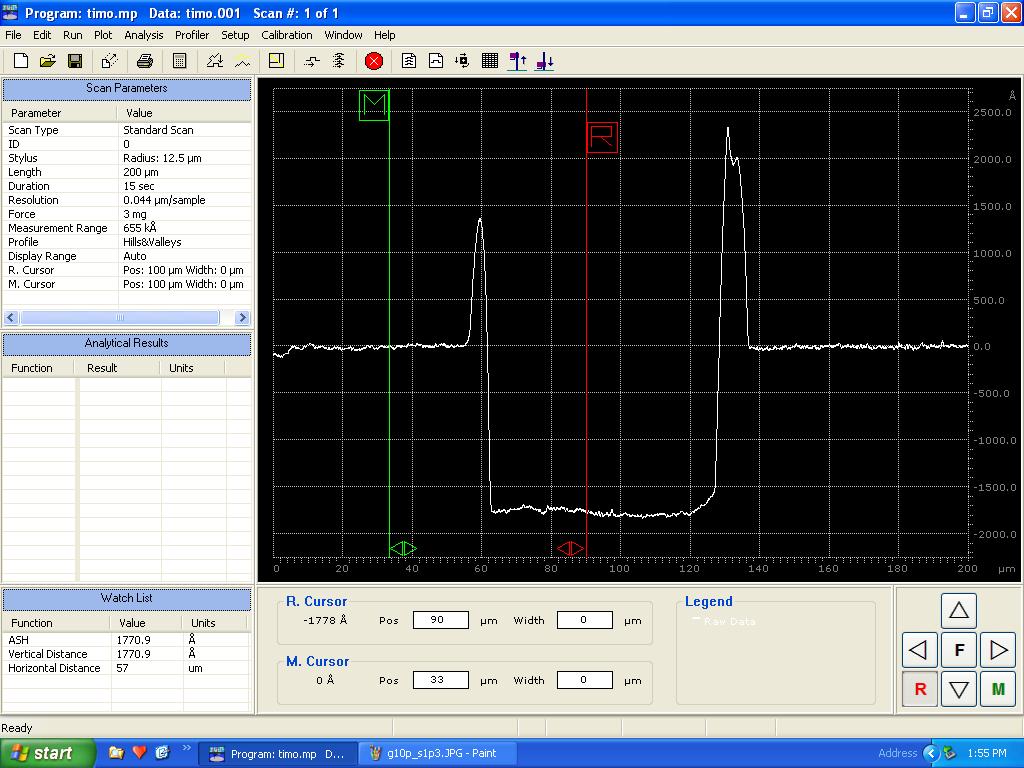 Program: timo.mp   Data: timo.001   Scan #: 1 of 1
File Edit Run Plot Analysis Profiler Setup Calibration Window Help
Scan Parameters
Parameter Value
Scan Type Standard Scan
ID 0
Stylus Radius: 12.5 µm
Length 200 µm
Duration 15 sec
Resolution 0.044 µm/sample
Force 3 mg
Measurement Range 655 kÅ
Profile Hills&Valleys
Display Range Auto
R. Cursor Pos: 100 µm Width: 0 µm
M. Cursor Pos: 100 µm Width: 0 µm
Analytical Results
Function Result Units
Watch List
Function Value Units
ASH 1770.9 Å
Vertical Distance 1770.9 Å
Horizontal Distance 57 um
M
R
Å
2500.0
2000.0
1500.0
1000.0
500.0
0.0
-500.0
-1000.0
-1500.0
-2000.0
0 20 40 60 80 100 120 140 160 180 200 µm
R. Cursor
-1778 Å Pos 90 µm Width 0 µm
M. Cursor
0 Å Pos 33 µm Width 0 µm
Legend
Raw Data
F
R
M
Ready
start
Program: timo.mp D...
g10p_s1p3.JPG - Paint
Address
1:55 PM